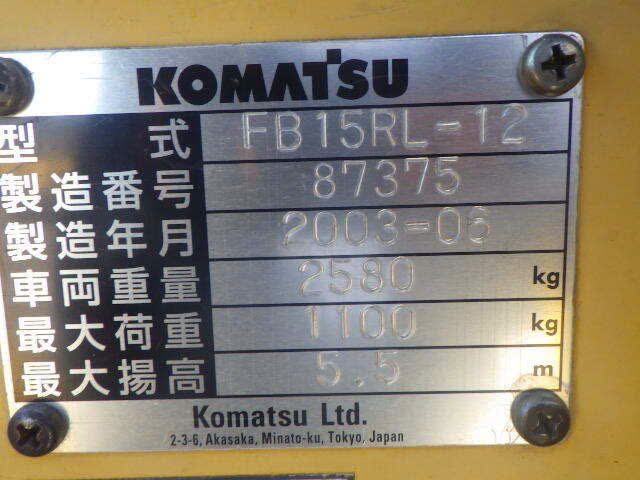 KOMATSU
型式 FB15RL-12
製造番号 87375
製造年月 2003-06
車両重量 2580 kg
最大荷重 1100 kg
最大揚高 5.5 m
Komatsu Ltd.
2-3-6, Akasaka, Minato-ku, Tokyo, Japan